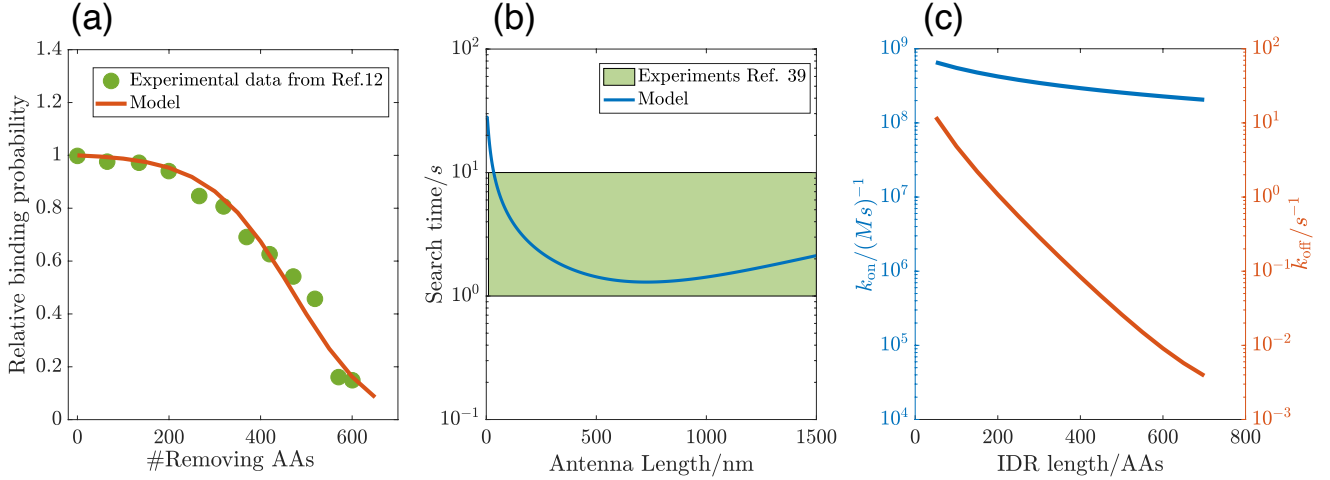 (a)
Relative binding probability
1.4
1.2
1
0.8
0.6
0.4
0.2
0
Experimental data from Ref.12
Model
0
200
400
600
#Removing AAs
(b)
Search time/s
10^2
10^1
10^0
10^-1
Experiments Ref. 39
Model
0
500
1000
1500
Antenna Length/nm
(c)
k_on/(Ms)^-1
10^9
10^8
10^7
10^6
10^5
10^4
0
200
400
600
800
IDR length/AAs
10^2
10^1
10^0
10^-1
10^-2
10^-3
k_off/s^-1